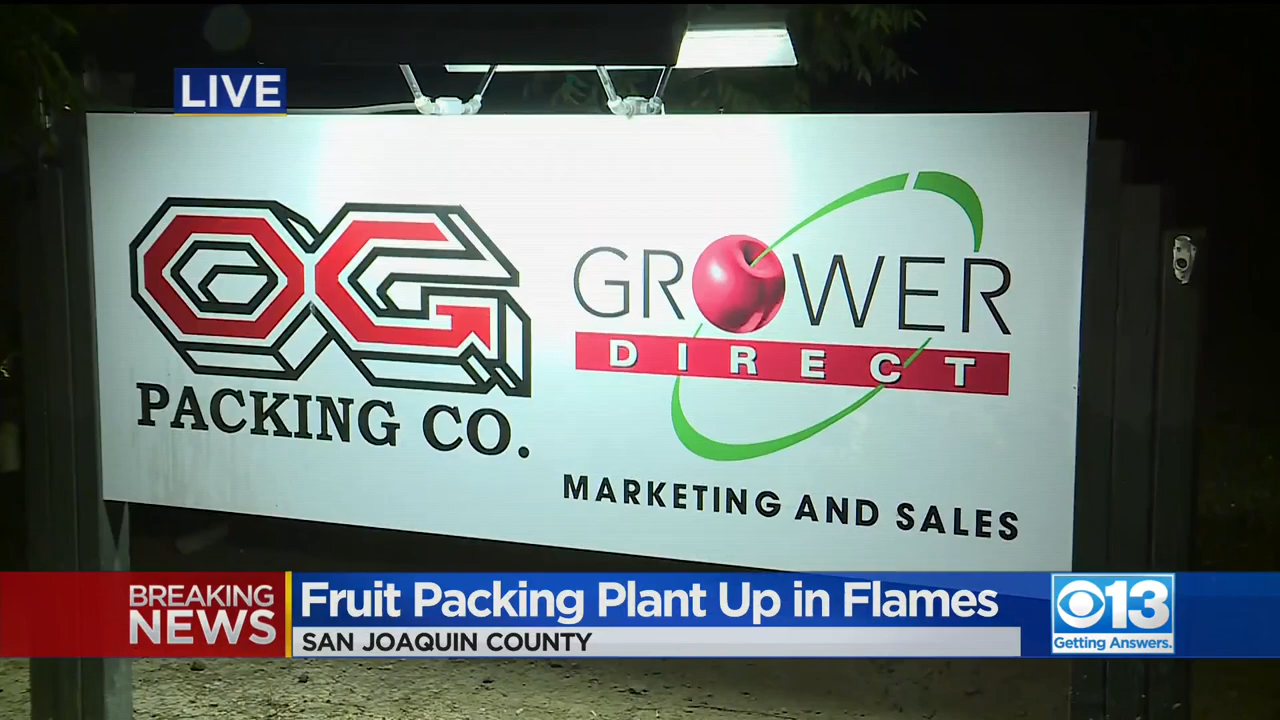 LIVE
OG
PACKING CO.
GROWER
DIRECT
MARKETING AND SALES
BREAKING
NEWS
Fruit Packing Plant Up in Flames
SAN JOAQUIN COUNTY
13
Getting Answers.